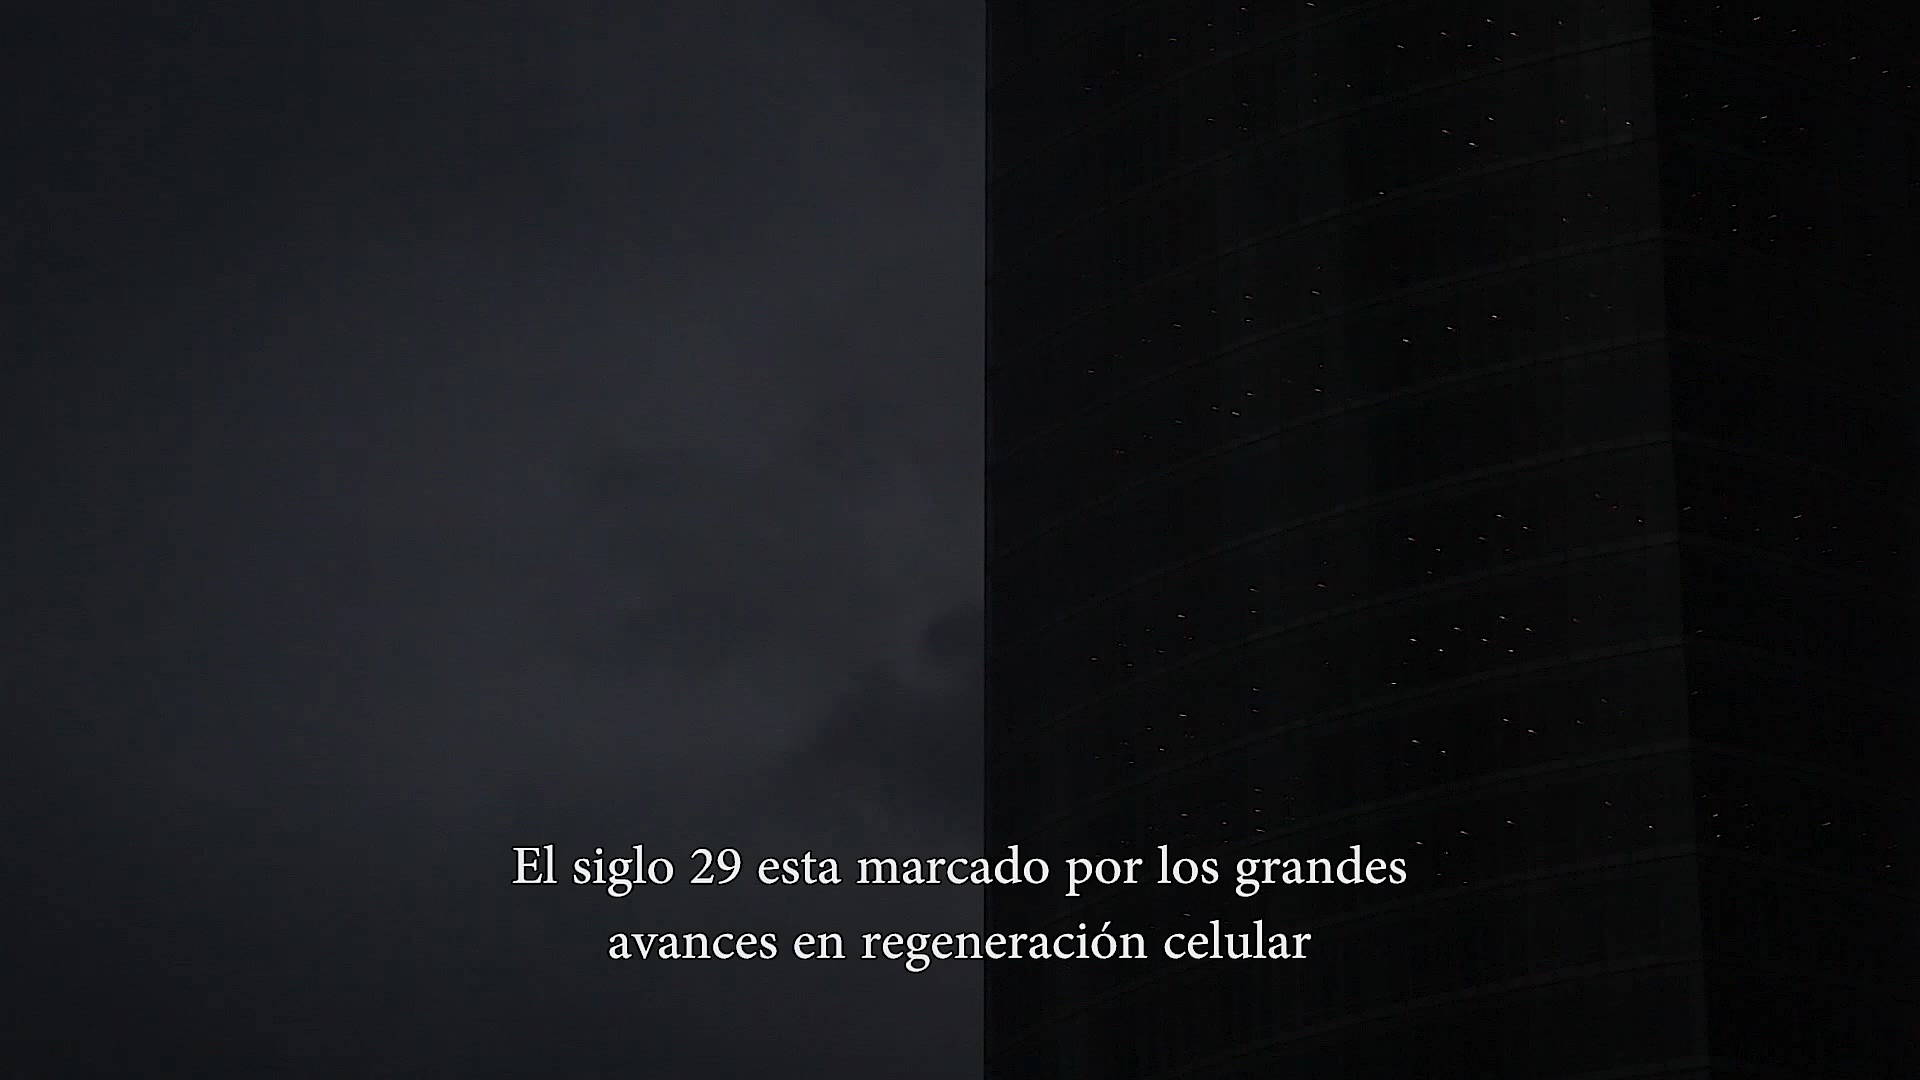 El siglo 29 esta marcado por los grandes
avances en regeneración celular